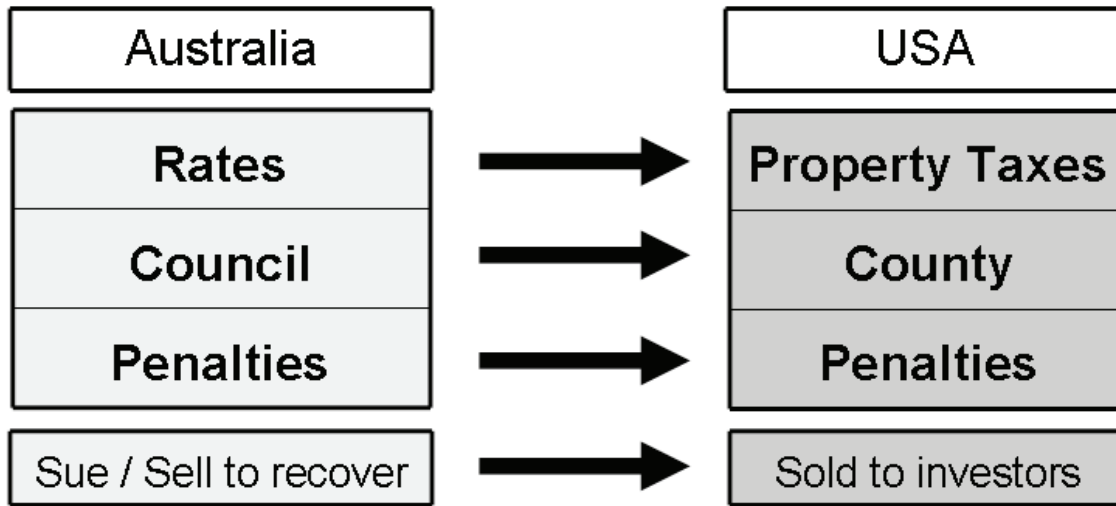 Australia
USA
Rates
Property Taxes
Council
County
Penalties
Penalties
Sue / Sell to recover
Sold to investors